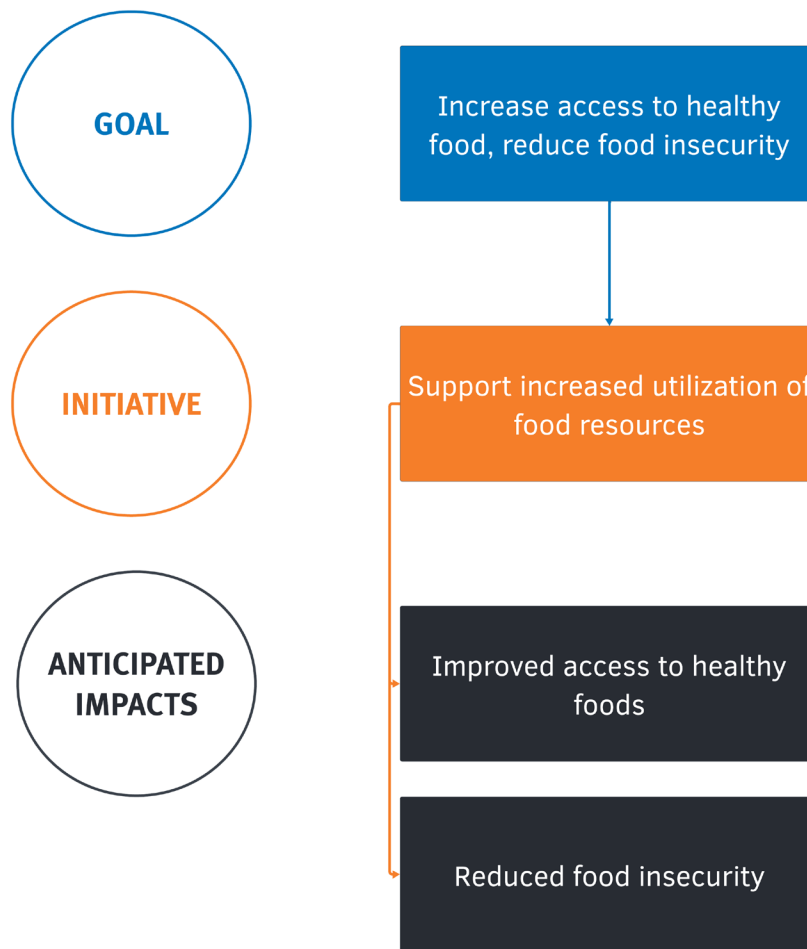 GOAL
Increase access to healthy
food, reduce food insecurity
INITIATIVE
Support increased utilization of
food resources
ANTICIPATED
IMPACTS
Improved access to healthy
foods
Reduced food insecurity